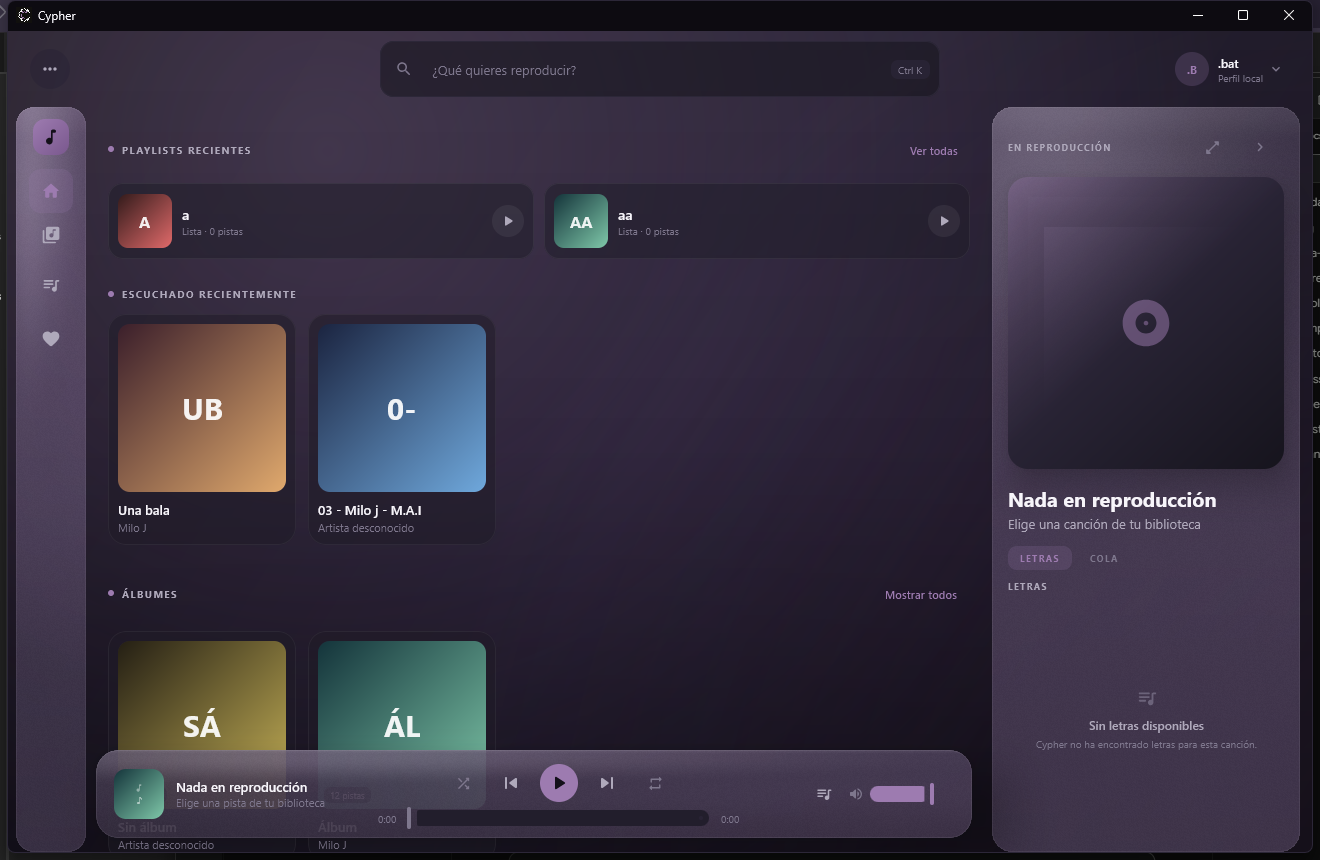 Cypher
¿Qué quieres reproducir?
Ctrl K
.B
.bat
Perfil local
PLAYLISTS RECIENTES
Ver todas
A
a
Lista · 0 pistas
AA
aa
Lista · 0 pistas
ESCUCHADO RECIENTEMENTE
UB
Una bala
Milo J
0-
03 - Milo j - M.A.I
Artista desconocido
ÁLBUMES
Mostrar todos
SÁ
Sin álbum
Artista desconocido
ÁL
12 pistas
Álbum
Milo J
EN REPRODUCCIÓN
Nada en reproducción
Elige una canción de tu biblioteca
LETRAS
COLA
LETRAS
Sin letras disponibles
Cypher no ha encontrado letras para esta canción.
Nada en reproducción
Elige una pista de tu biblioteca
0:00
0:00